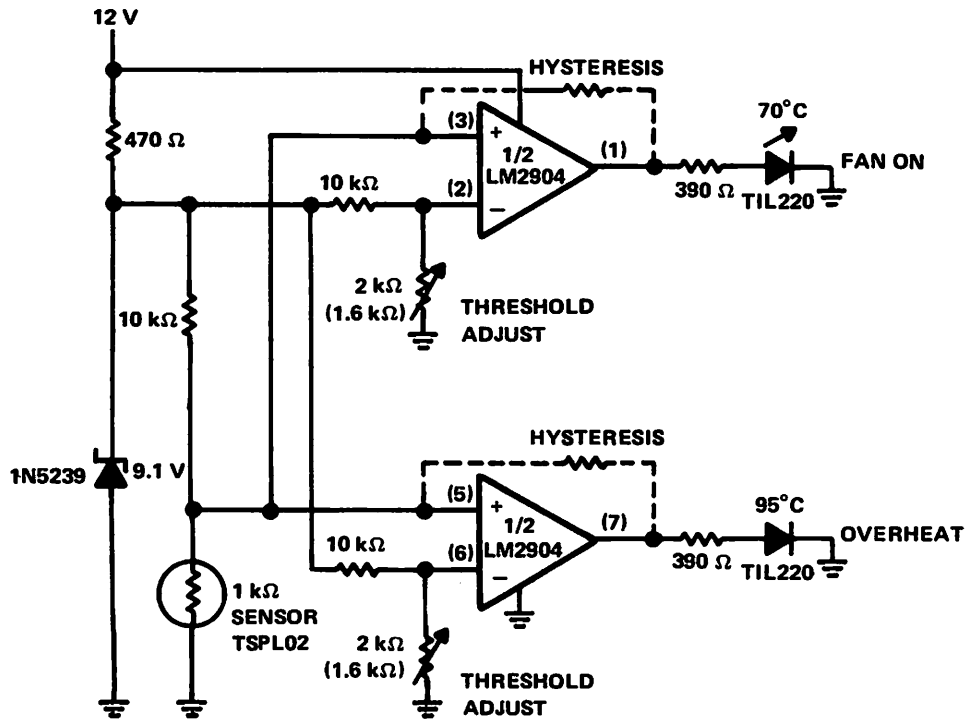 12 V
470 Ω
HYSTERESIS
(3)
+
1/2
LM2904
(1)
(2)
−
10 kΩ
390 Ω
70°C
TIL220
FAN ON
2 kΩ
(1.6 kΩ)
THRESHOLD
ADJUST
10 kΩ
1N5239
9.1 V
1 kΩ
SENSOR
TSPL02
HYSTERESIS
(5)
+
1/2
LM2904
(7)
(6)
−
10 kΩ
390 Ω
95°C
TIL220
OVERHEAT
2 kΩ
(1.6 kΩ)
THRESHOLD
ADJUST